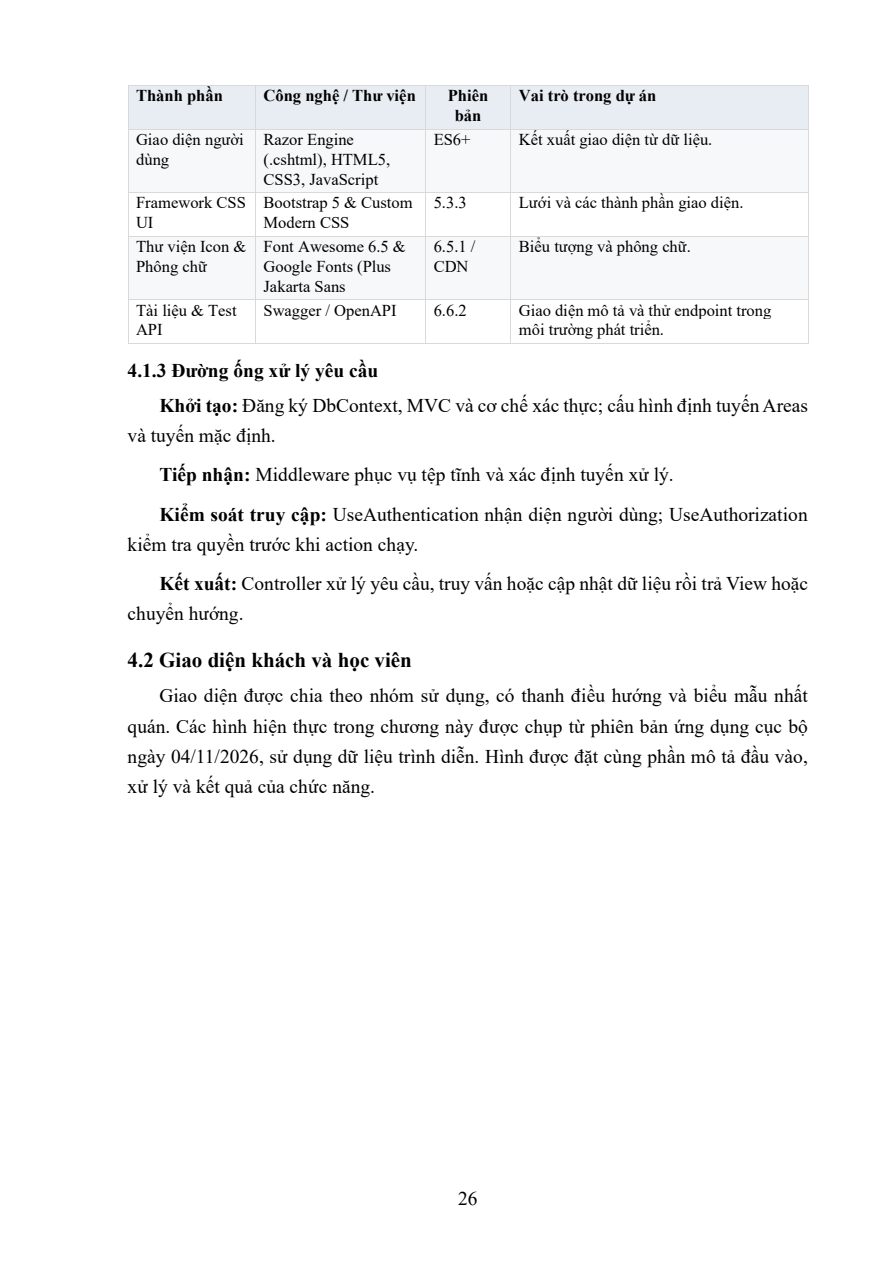 Thành phần Công nghệ / Thư viện Phiên bản Vai trò trong dự án
Giao diện người dùng Razor Engine (.cshtml), HTML5, CSS3, JavaScript ES6+ Kết xuất giao diện từ dữ liệu.
Framework CSS UI Bootstrap 5 & Custom Modern CSS 5.3.3 Lưới và các thành phần giao diện.
Thư viện Icon & Phông chữ Font Awesome 6.5 & Google Fonts (Plus Jakarta Sans 6.5.1 / CDN Biểu tượng và phông chữ.
Tài liệu & Test API Swagger / OpenAPI 6.6.2 Giao diện mô tả và thử endpoint trong môi trường phát triển.
4.1.3 Đường ống xử lý yêu cầu
Khởi tạo: Đăng ký DbContext, MVC và cơ chế xác thực; cấu hình định tuyến Areas
và tuyến mặc định.
Tiếp nhận: Middleware phục vụ tệp tĩnh và xác định tuyến xử lý.
Kiểm soát truy cập: UseAuthentication nhận diện người dùng; UseAuthorization
kiểm tra quyền trước khi action chạy.
Kết xuất: Controller xử lý yêu cầu, truy vấn hoặc cập nhật dữ liệu rồi trả View hoặc
chuyển hướng.
4.2 Giao diện khách và học viên
Giao diện được chia theo nhóm sử dụng, có thanh điều hướng và biểu mẫu nhất
quán. Các hình hiện thực trong chương này được chụp từ phiên bản ứng dụng cục bộ
ngày 04/11/2026, sử dụng dữ liệu trình diễn. Hình được đặt cùng phần mô tả đầu vào,
xử lý và kết quả của chức năng.
26